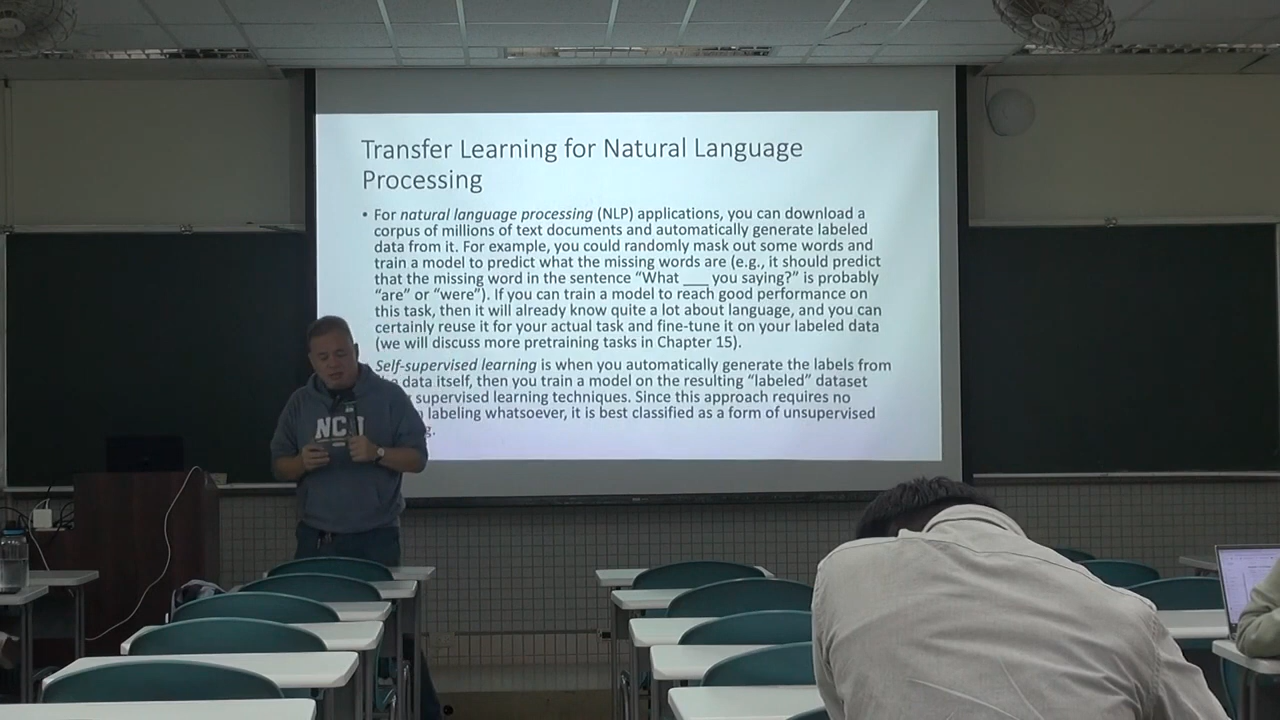 Transfer Learning for Natural Language
Processing
• For natural language processing (NLP) applications, you can download a
corpus of millions of text documents and automatically generate labeled
data from it. For example, you could randomly mask out some words and
train a model to predict what the missing words are (e.g., it should predict
that the missing word in the sentence “What ___ you saying?” is probably
“are” or “were”). If you can train a model to reach good performance on
this task, then it will already know quite a lot about language, and you can
certainly reuse it for your actual task and fine-tune it on your labeled data
(we will discuss more pretraining tasks in Chapter 15).
Self-supervised learning is when you automatically generate the labels from
data itself, then you train a model on the resulting “labeled” dataset
supervised learning techniques. Since this approach requires no
labeling whatsoever, it is best classified as a form of unsupervised
NCU